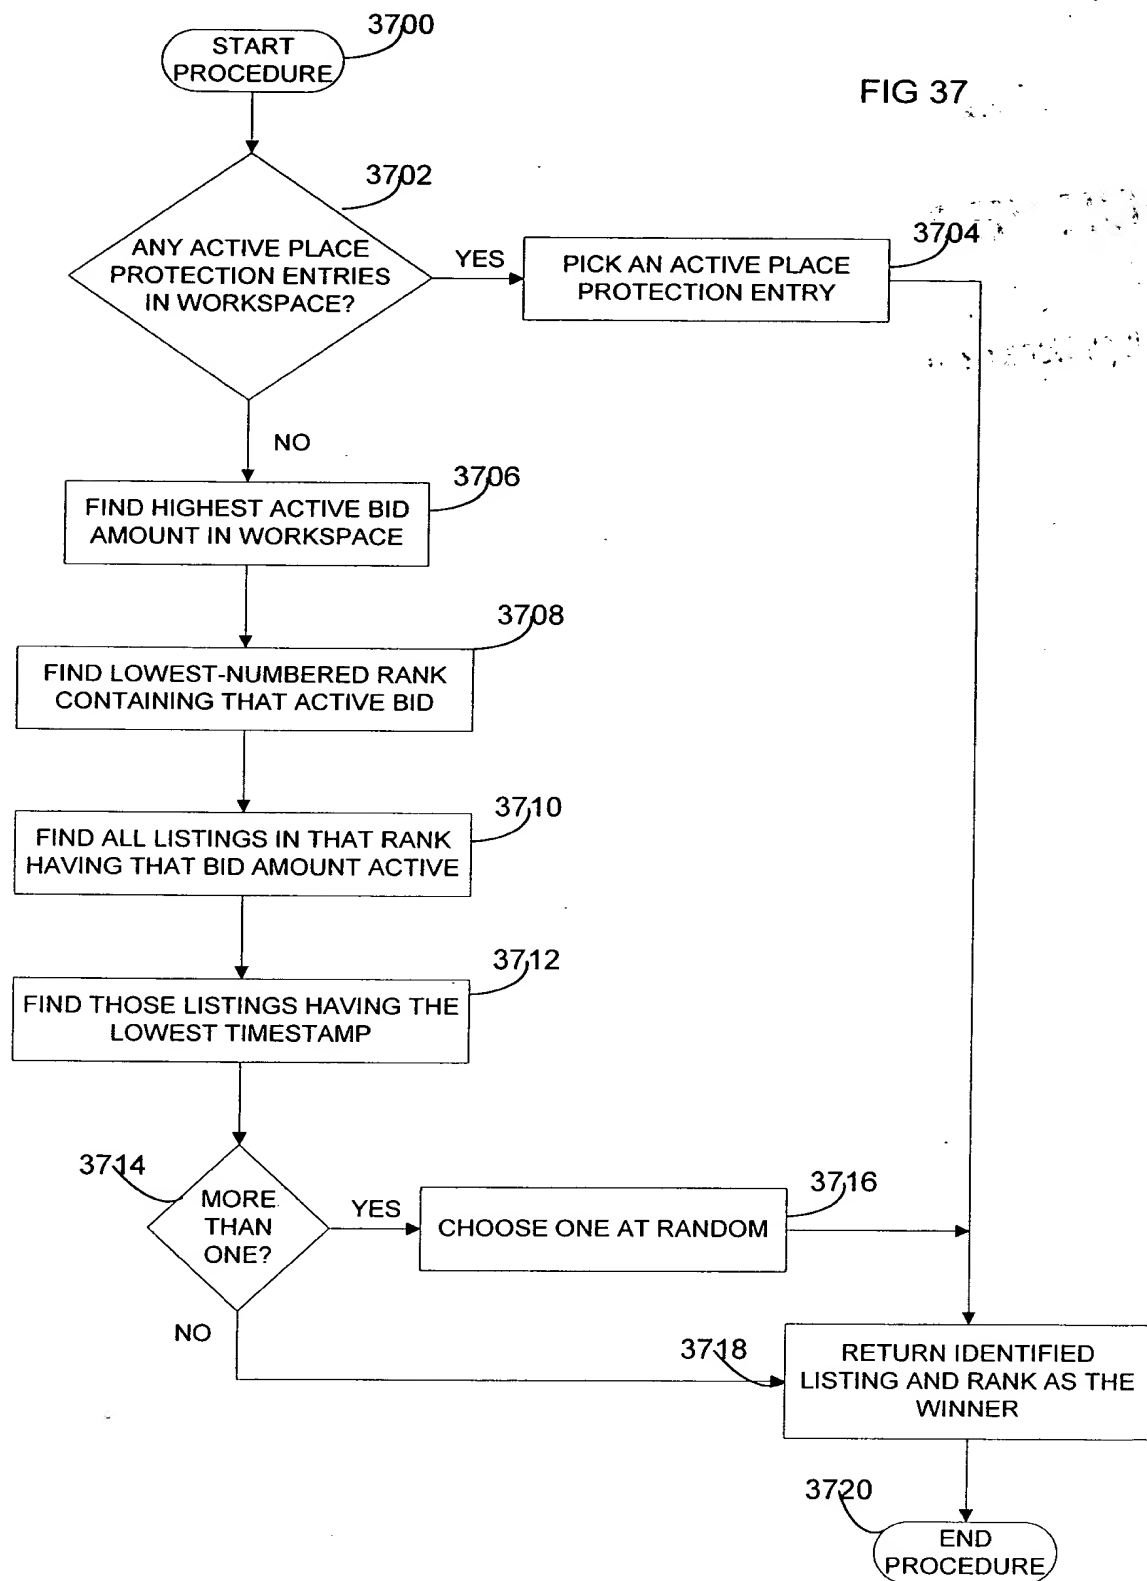 3700
START
PROCEDURE
FIG 37
3702
ANY ACTIVE PLACE
PROTECTION ENTRIES
IN WORKSPACE?
YES
3704
PICK AN ACTIVE PLACE
PROTECTION ENTRY
NO
3706
FIND HIGHEST ACTIVE BID
AMOUNT IN WORKSPACE
3708
FIND LOWEST-NUMBERED RANK
CONTAINING THAT ACTIVE BID
3710
FIND ALL LISTINGS IN THAT RANK
HAVING THAT BID AMOUNT ACTIVE
3712
FIND THOSE LISTINGS HAVING THE
LOWEST TIMESTAMP
3714
MORE
THAN
ONE?
YES
3716
CHOOSE ONE AT RANDOM
NO
3718
RETURN IDENTIFIED
LISTING AND RANK AS THE
WINNER
3720
END
PROCEDURE